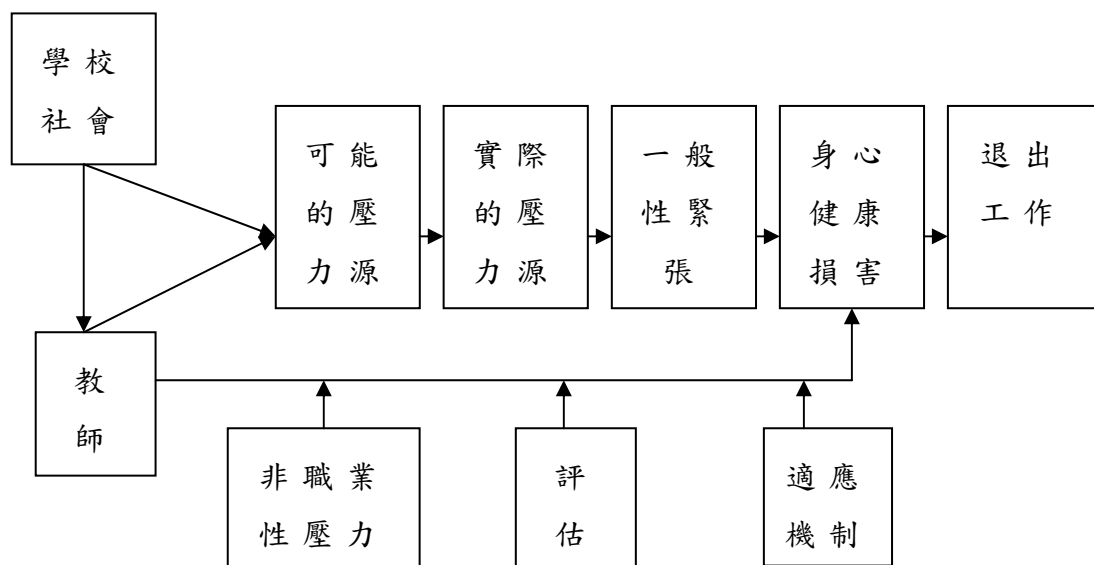 學校
社會
可能
的壓
力源
實際
的壓
力源
一般
性緊
張
身心
健康
損害
退出
工作
教
師
非職業
性壓力
評
估
適應
機制